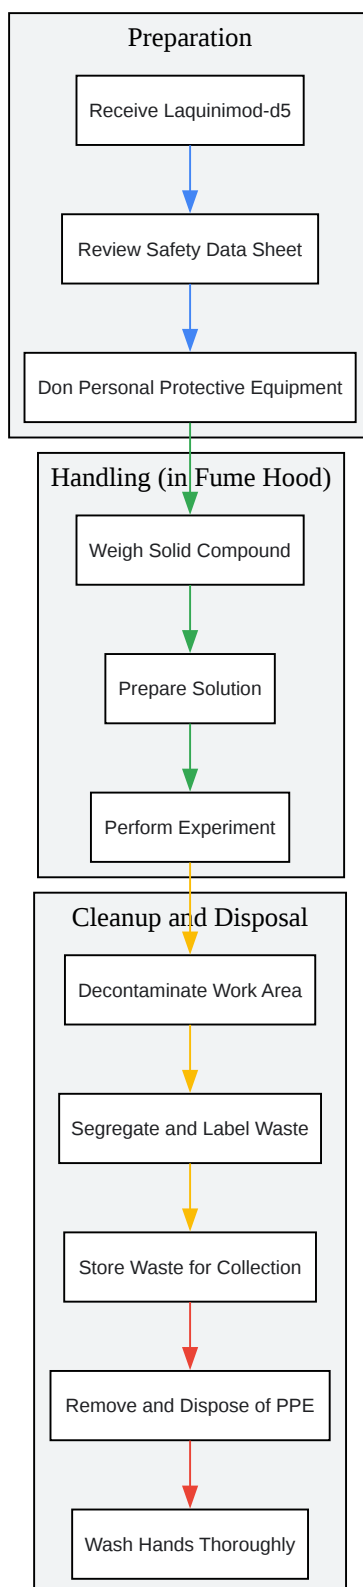 Preparation
Receive Laquinimod-d5
Review Safety Data Sheet
Don Personal Protective Equipment
Handling (in Fume Hood)
Weigh Solid Compound
Prepare Solution
Perform Experiment
Cleanup and Disposal
Decontaminate Work Area
Segregate and Label Waste
Store Waste for Collection
Remove and Dispose of PPE
Wash Hands Thoroughly